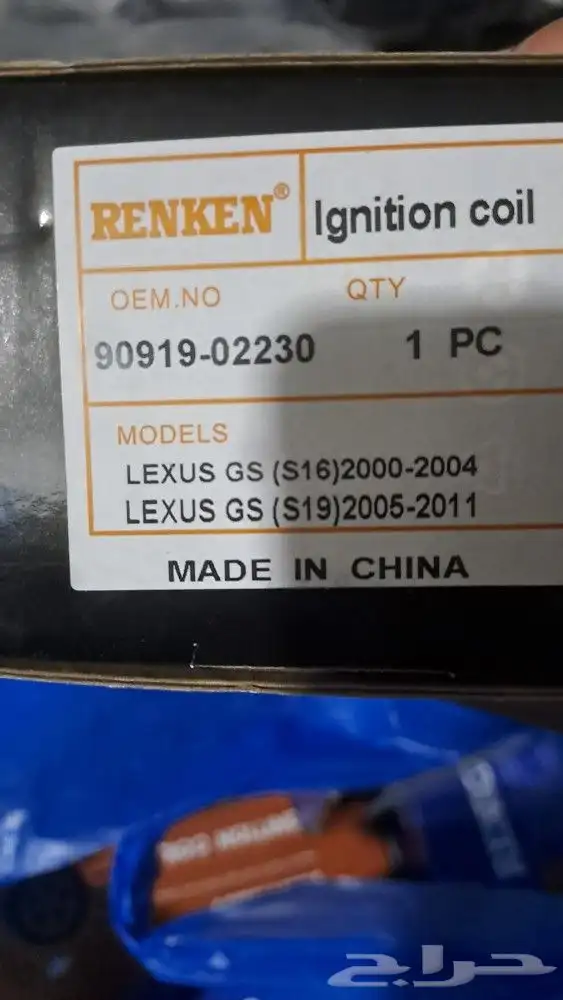 RENKEN® Ignition coil
OEM.NO QTY
90919-02230 1 PC
MODELS
LEXUS GS (S16)2000-2004
LEXUS GS (S19)2005-2011
MADE IN CHINA
حراج